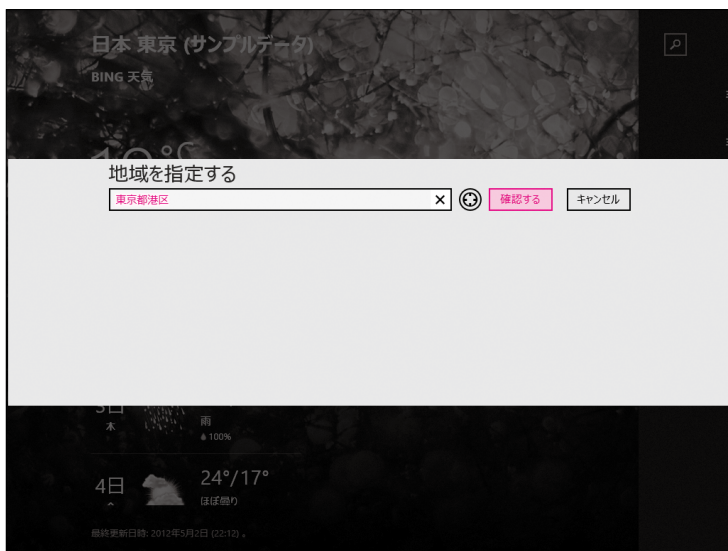 日本 東京 (サンプルデータ)
BING 天気
地域を指定する
東京都港区
確認する
キャンセル
3日
木
雨
100%
4日
24°/17°
ほぼ曇り
最終更新日時: 2012年5月2日 (22:12) 。